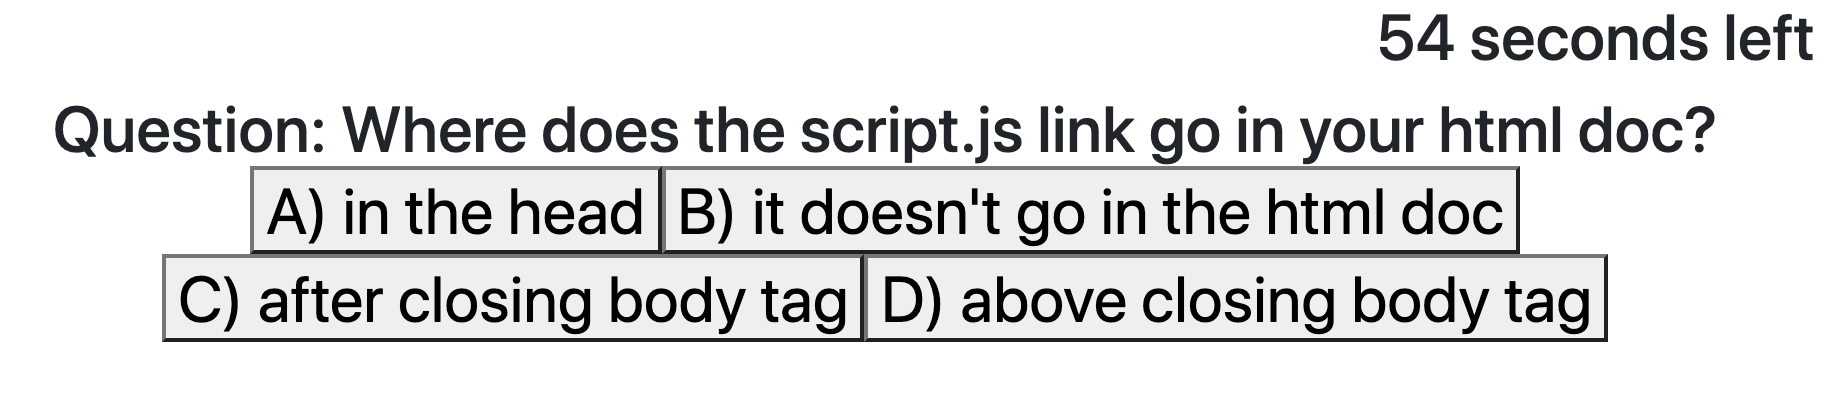 54 seconds left
Question: Where does the script.js link go in your html doc?
A) in the head B) it doesn't go in the html doc
C) after closing body tag D) above closing body tag